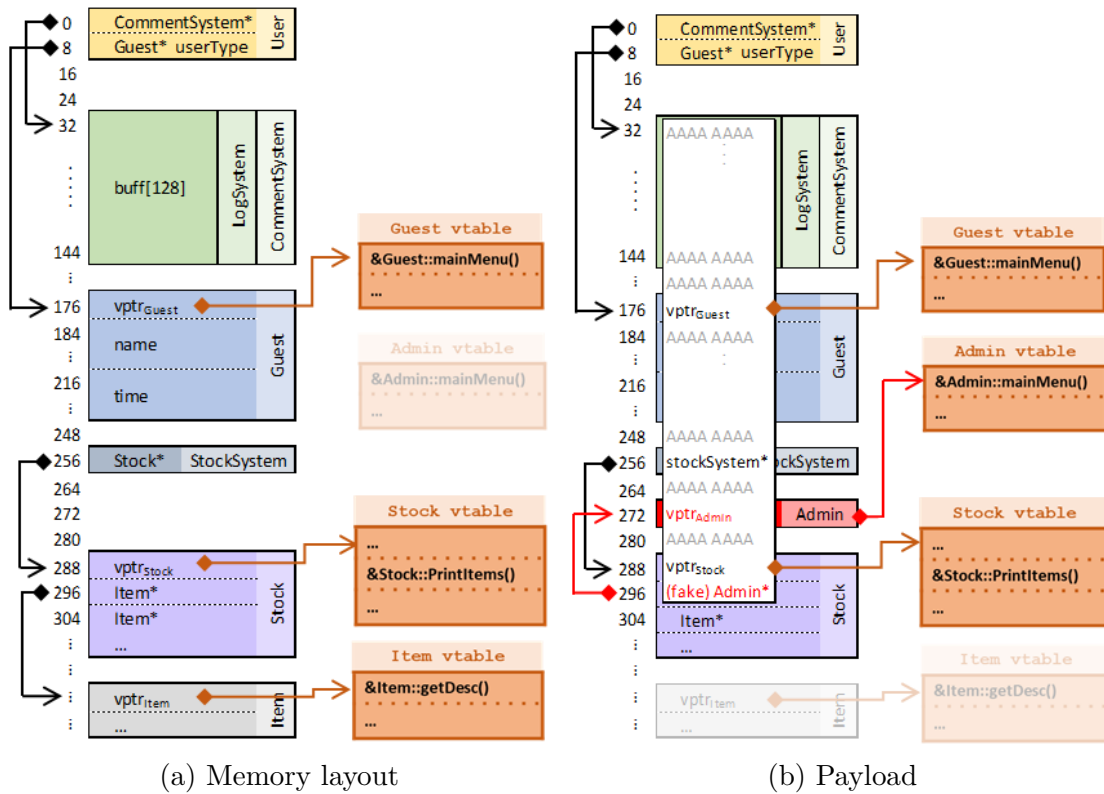 0
CommentSystem*
8
Guest* userType
User
16
24
32
buff[128]
LogSystem
CommentSystem
144
176
vptrGuest
184
name
216
time
Guest
248
256
Stock*
StockSystem
264
272
280
288
vptrStock
296
Item*
304
Item*
...
Stock
vptrItem
...
Item
Guest vtable
&Guest::mainMenu()
...
Admin vtable
&Admin::mainMenu()
...
Stock vtable
...
&Stock::PrintItems()
...
Item vtable
&Item::getDesc()
...
(a) Memory layout
0
CommentSystem*
8
Guest* userType
User
16
24
32
AAAA AAAA
LogSystem
CommentSystem
144
AAAA AAAA
AAAA AAAA
176
vptrGuest
184
AAAA AAAA
216
Guest
248
AAAA AAAA
256
stockSystem*
ockSystem
264
AAAA AAAA
272
vptrAdmin
Admin
280
AAAA AAAA
288
vptrStock
296
(fake) Admin*
304
Item*
...
Stock
vptrItem
...
Item
Guest vtable
&Guest::mainMenu()
...
Admin vtable
&Admin::mainMenu()
...
Stock vtable
...
&Stock::PrintItems()
...
Item vtable
&Item::getDesc()
...
(b) Payload